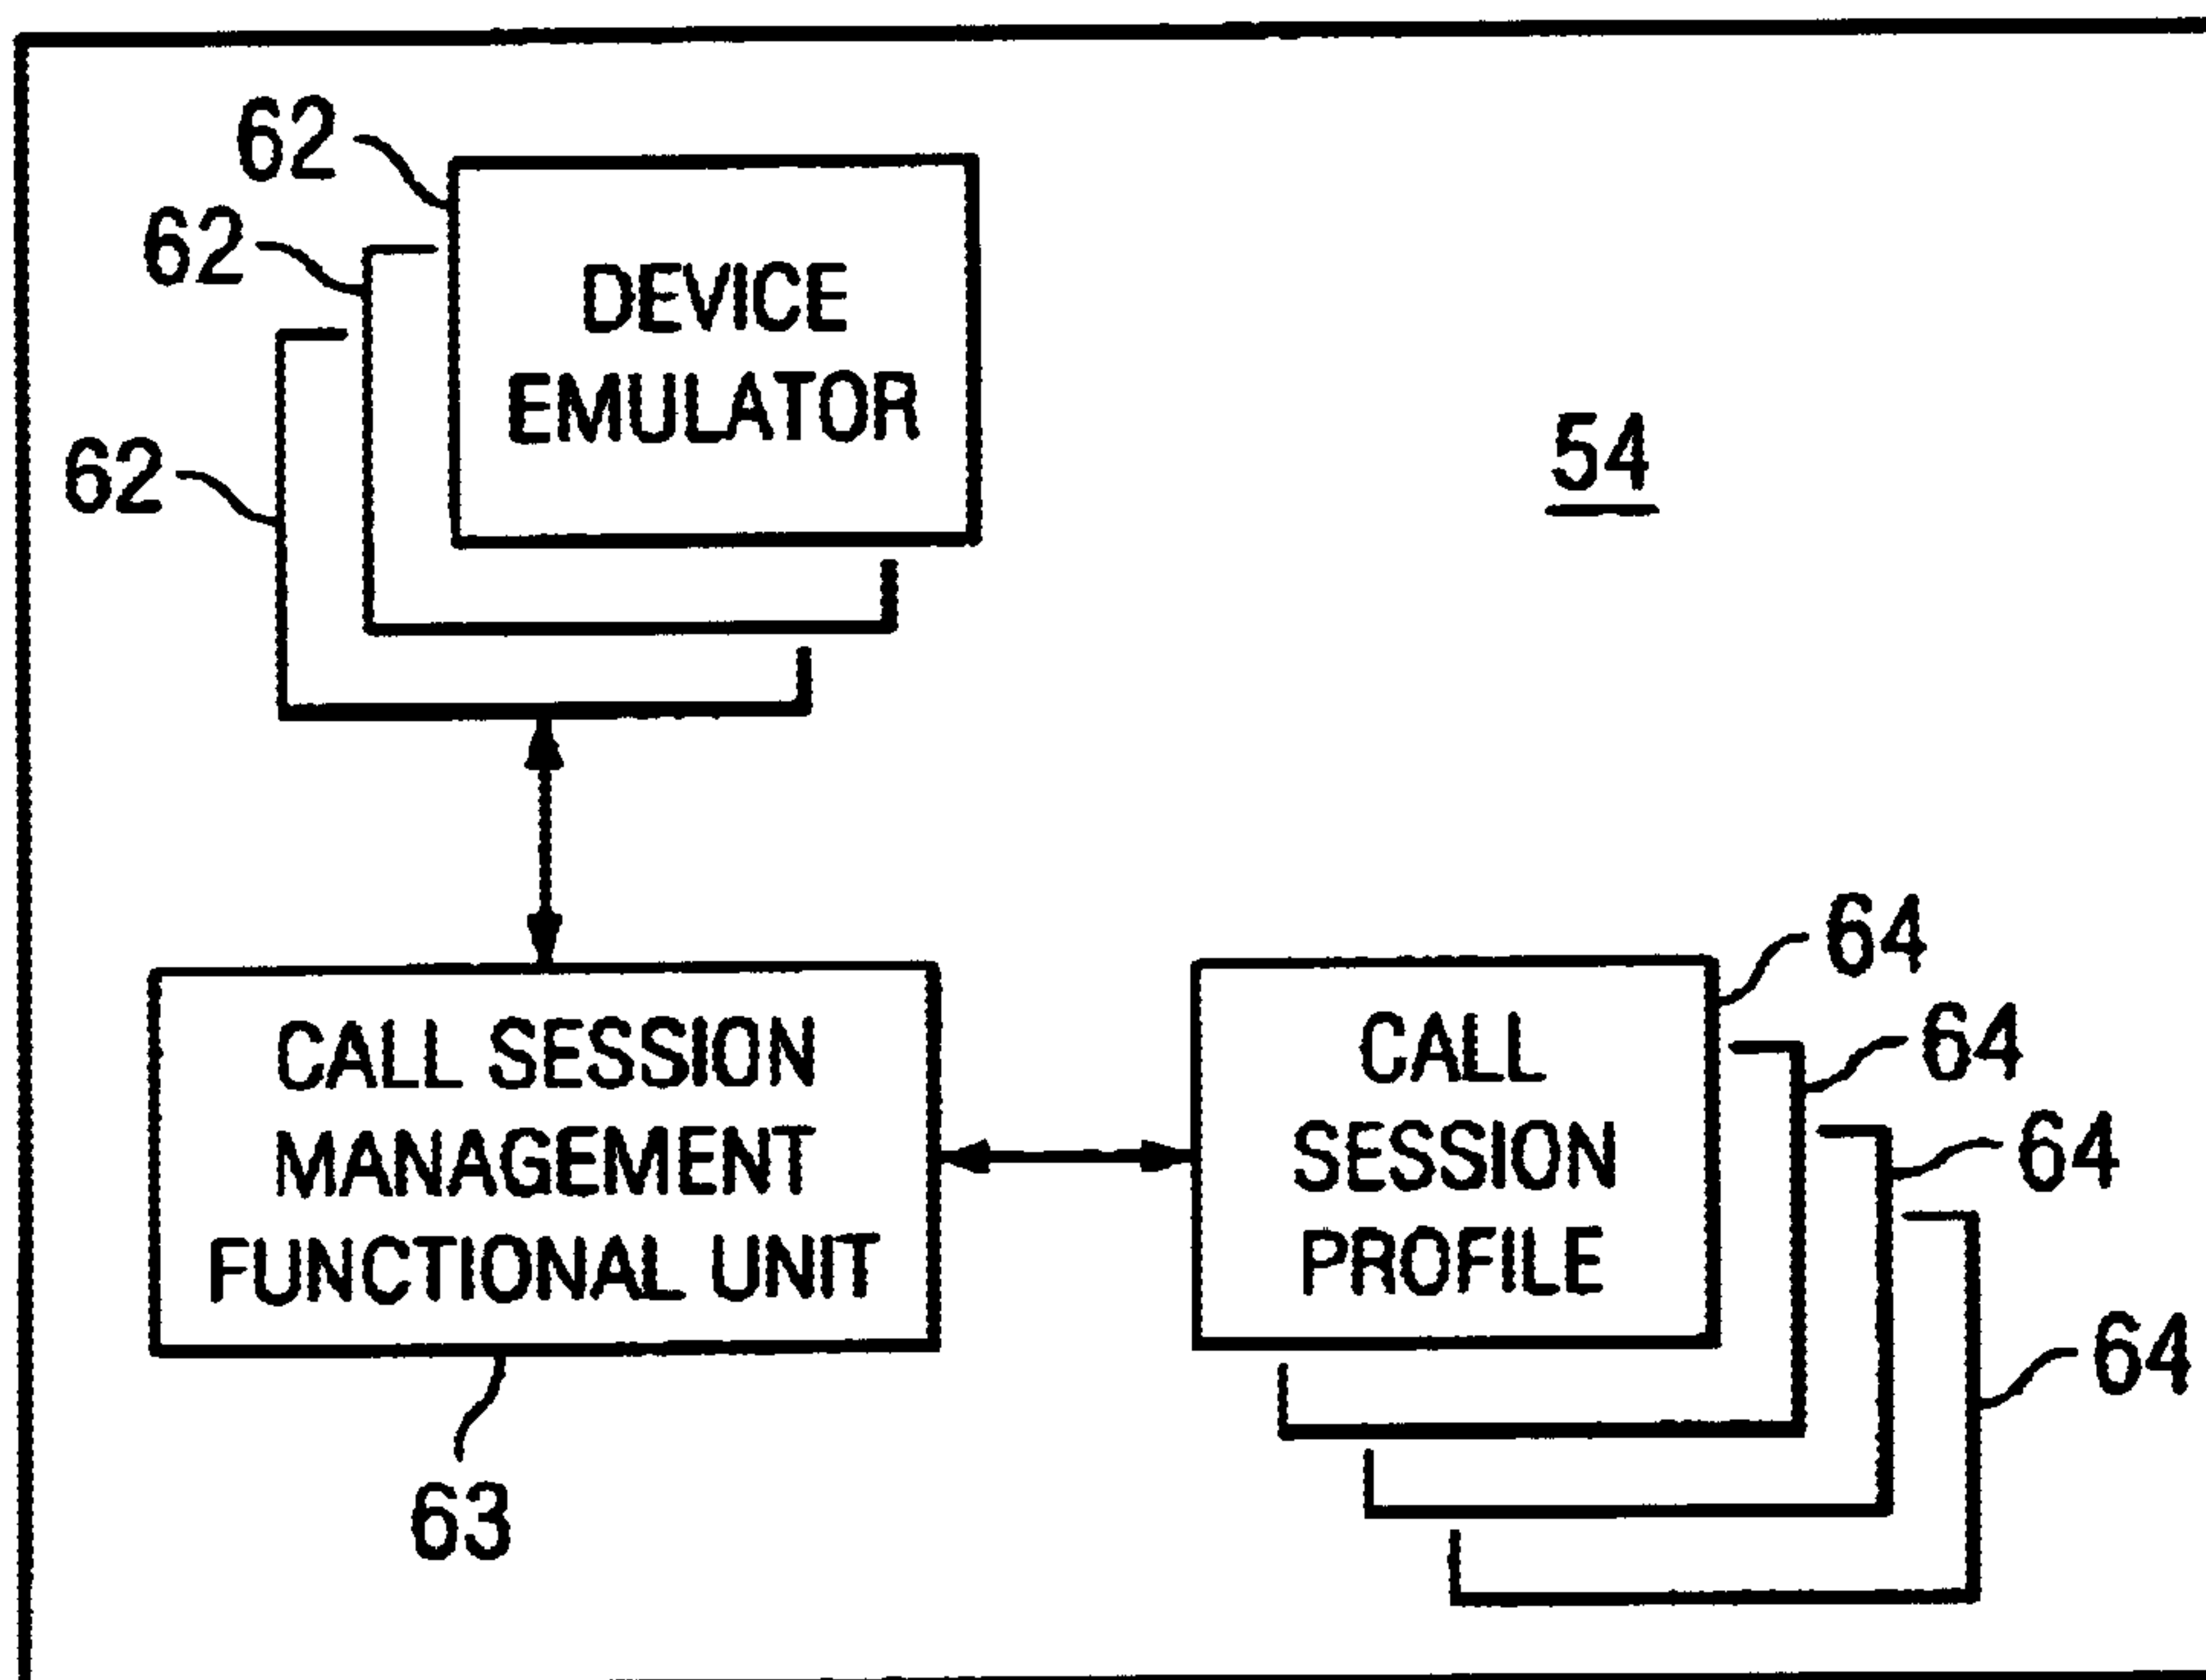 62
62
62
DEVICE
EMULATOR
54
CALL SESSION
MANAGEMENT
FUNCTIONAL UNIT
63
CALL
SESSION
PROFILE
64
64
64
64